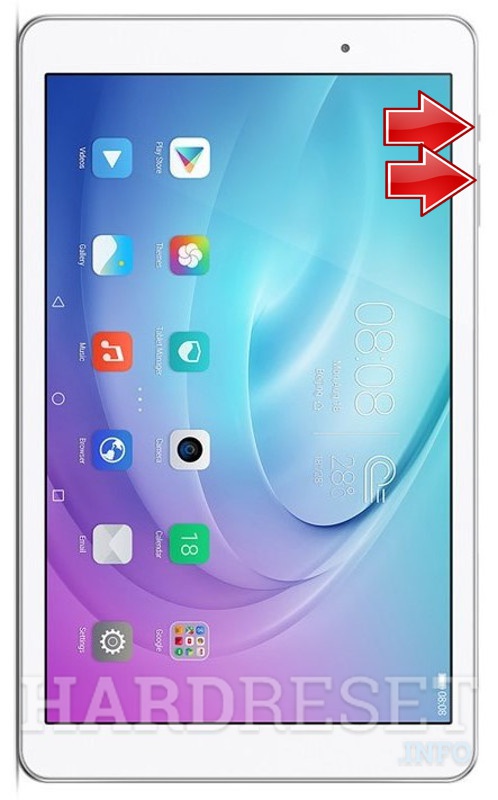 08:08
08:08
Beijing
28°
Play Store
Themes
Tablet Manager
Camera
Calendar
18
Google
Videos
Gallery
Music
Browser
Email
Settings
HARDRESET
.INFO